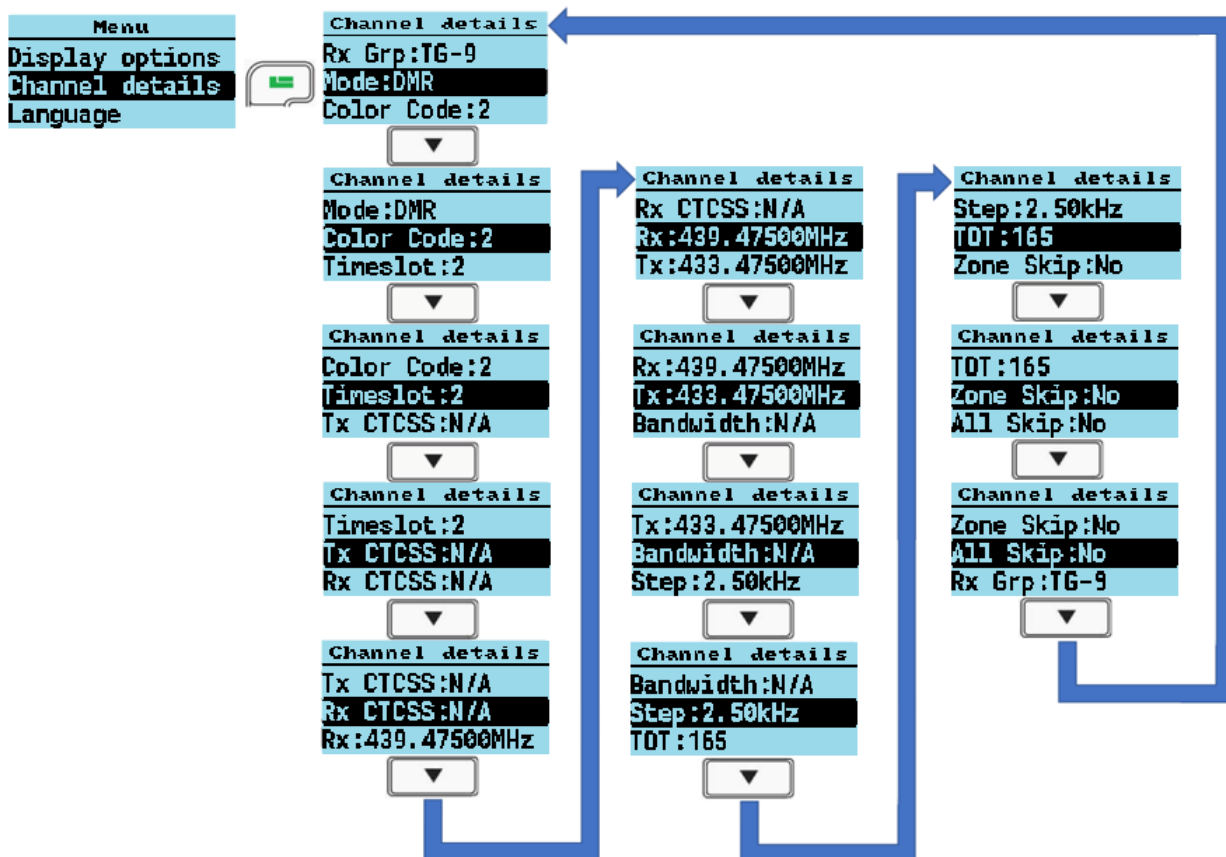 Menu
Display options
Channel details
Language
Channel details
Rx Grp:TG-9
Mode:DMR
Color Code:2
Channel details
Mode:DMR
Color Code:2
Timeslot:2
Channel details
Color Code:2
Timeslot:2
Tx CTCSS:N/A
Channel details
Timeslot:2
Tx CTCSS:N/A
Rx CTCSS:N/A
Channel details
Tx CTCSS:N/A
Rx CTCSS:N/A
Rx:439.47500MHz
Channel details
Rx CTCSS:N/A
Rx:439.47500MHz
Tx:433.47500MHz
Channel details
Rx:439.47500MHz
Tx:433.47500MHz
Bandwidth:N/A
Channel details
Tx:433.47500MHz
Bandwidth:N/A
Step:2.50kHz
Channel details
Bandwidth:N/A
Step:2.50kHz
TOT:165
Channel details
Step:2.50kHz
TOT:165
Zone Skip:No
Channel details
TOT:165
Zone Skip:No
All Skip:No
Channel details
Zone Skip:No
All Skip:No
Rx Grp:TG-9